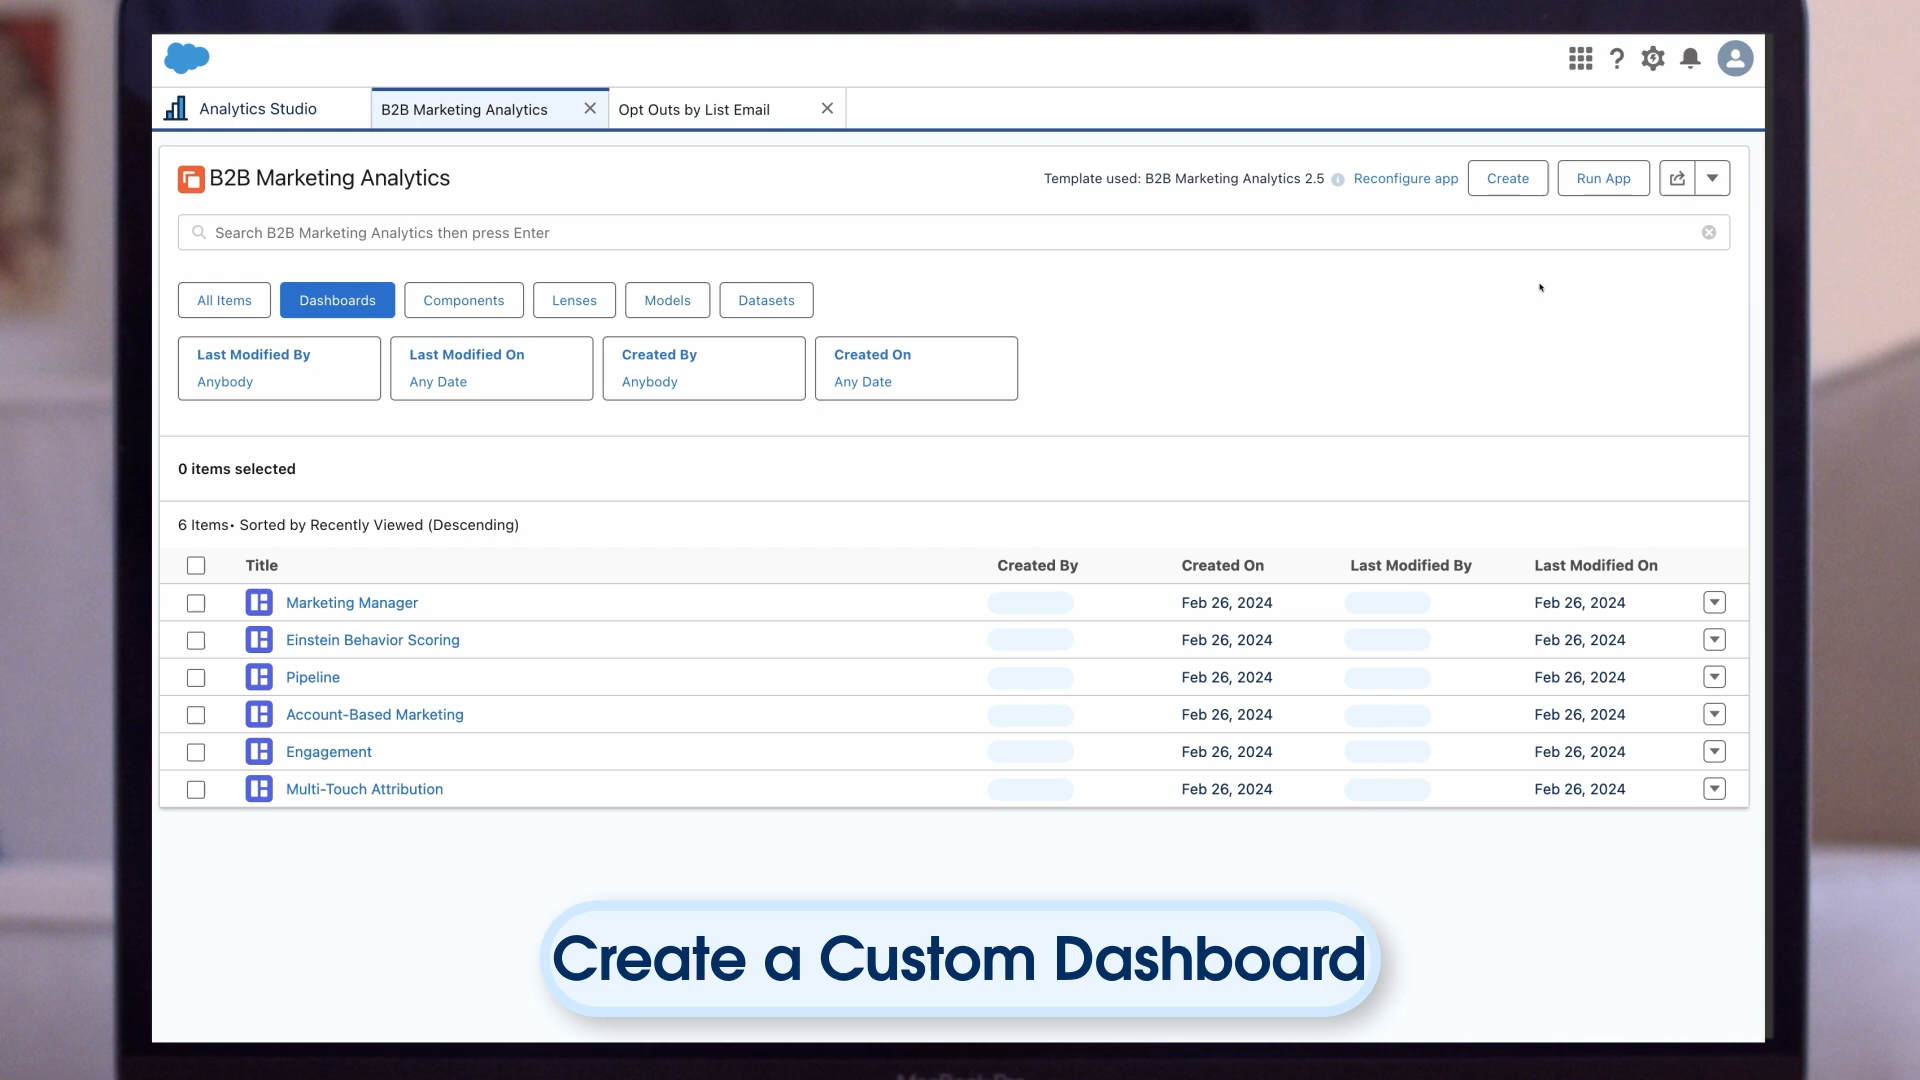 Analytics Studio
B2B Marketing Analytics
Opt Outs by List Email
B2B Marketing Analytics
Template used: B2B Marketing Analytics 2.5
Reconfigure app
Create
Run App
Search B2B Marketing Analytics then press Enter
All Items
Dashboards
Components
Lenses
Models
Datasets
Last Modified By
Anybody
Last Modified On
Any Date
Created By
Anybody
Created On
Any Date
0 items selected
6 Items• Sorted by Recently Viewed (Descending)
Title Created By Created On Last Modified By Last Modified On
Marketing Manager Feb 26, 2024 Feb 26, 2024
Einstein Behavior Scoring Feb 26, 2024 Feb 26, 2024
Pipeline Feb 26, 2024 Feb 26, 2024
Account-Based Marketing Feb 26, 2024 Feb 26, 2024
Engagement Feb 26, 2024 Feb 26, 2024
Multi-Touch Attribution Feb 26, 2024 Feb 26, 2024
Create a Custom Dashboard